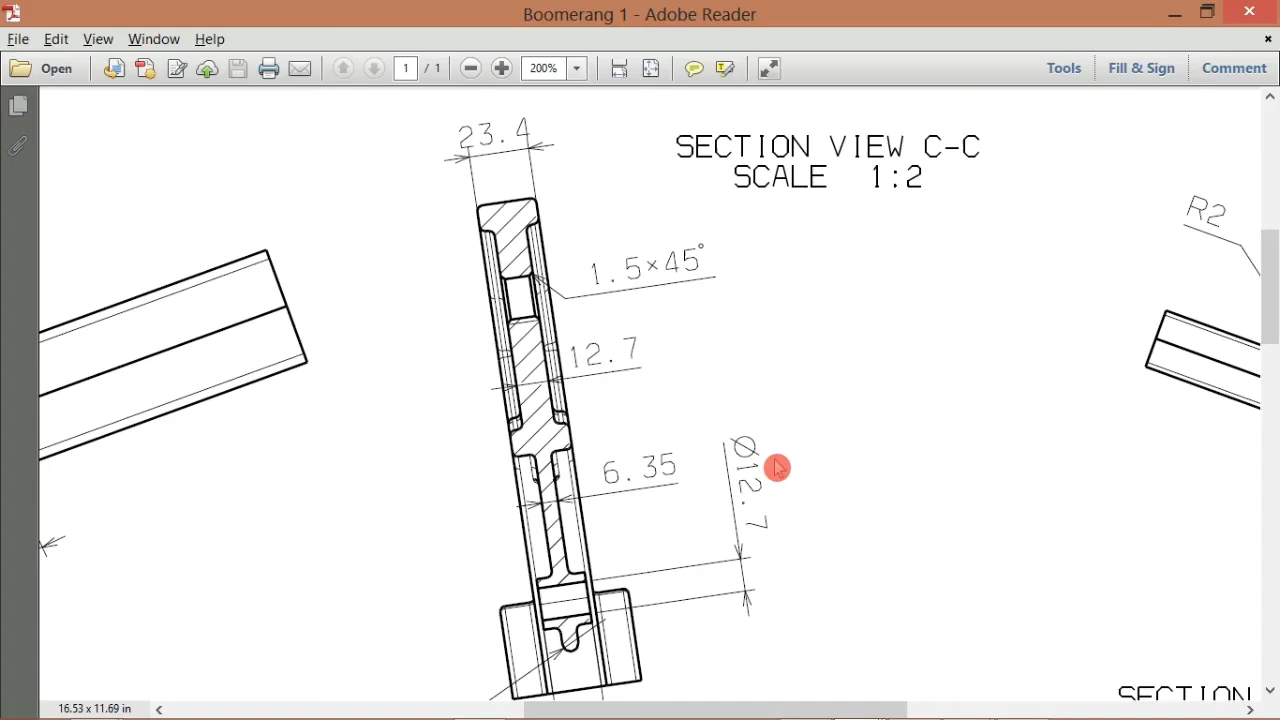 Boomerang 1 - Adobe Reader
File Edit View Window Help
Open 1 / 1 200% Tools Fill & Sign Comment
23.4
SECTION VIEW C-C
SCALE 1:2
R2
1.5×45°
12.7
6.35
Ø12.7
SECTION
16.53 x 11.69 in